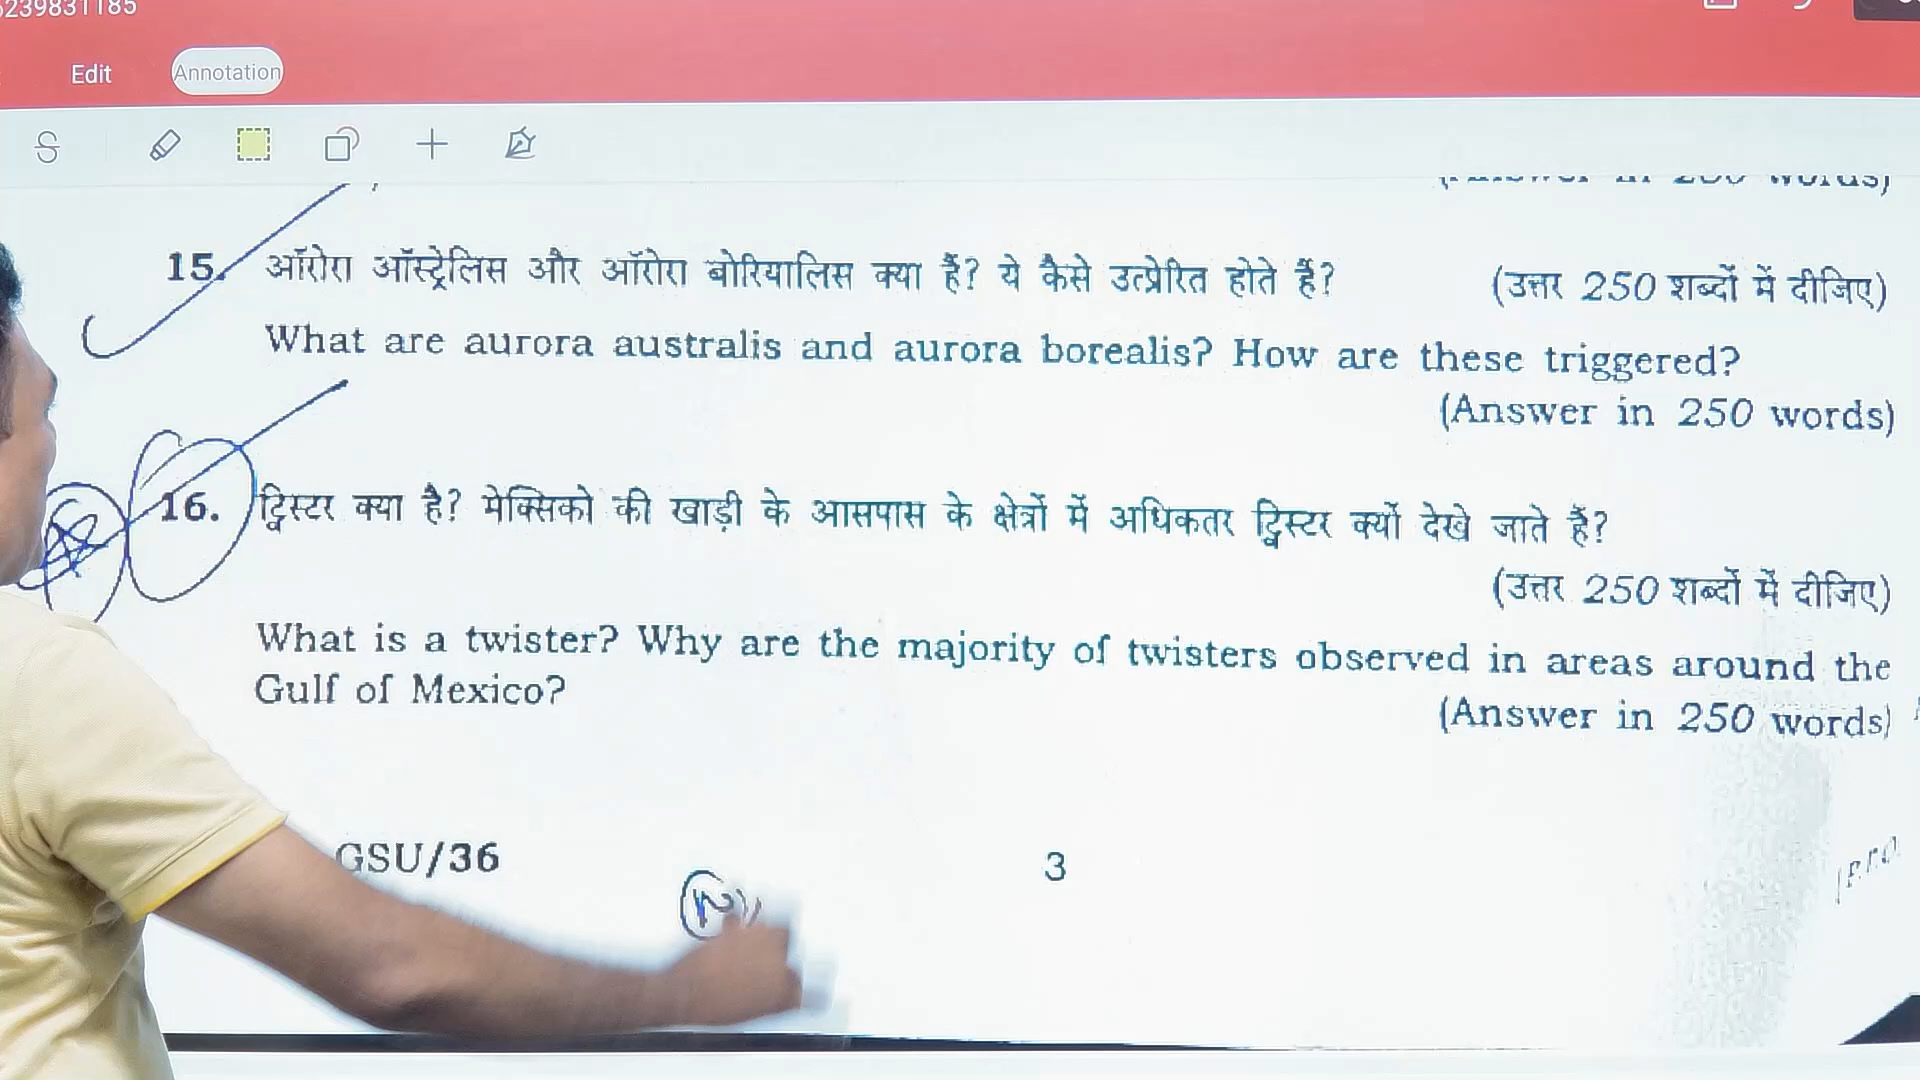 239831185
Edit
Annotation
15. ऑरोरा ऑस्ट्रेलिस और ऑरोरा बोरियालिस क्या हैं? ये कैसे उत्प्रेरित होते हैं? (उत्तर 250 शब्दों में दीजिए)
What are aurora australis and aurora borealis? How are these triggered?
(Answer in 250 words)
16. ट्विस्टर क्या है? मेक्सिको की खाड़ी के आसपास के क्षेत्रों में अधिकतर ट्विस्टर क्यों देखे जाते हैं?
(उत्तर 250 शब्दों में दीजिए)
What is a twister? Why are the majority of twisters observed in areas around the
Gulf of Mexico?
(Answer in 250 words)
GSU/36
3
[P.T.O.